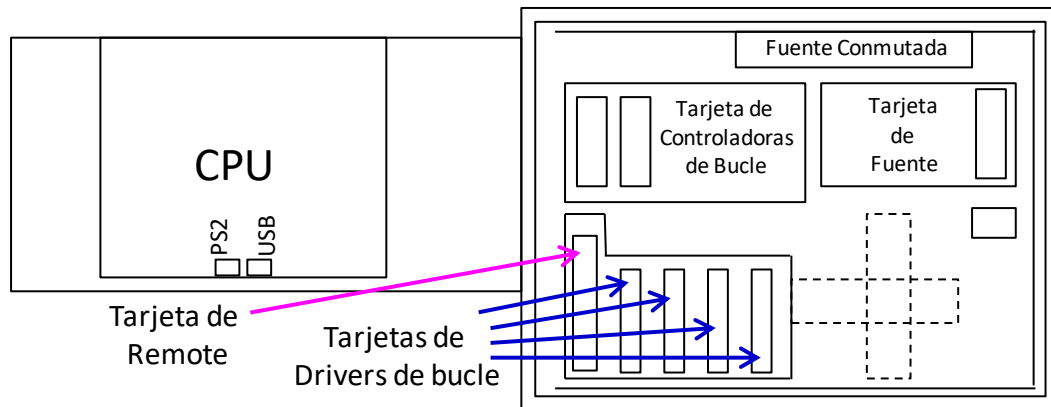 Fuente Conmutada
Tarjeta de
Controladoras
de Bucle
Tarjeta
de
Fuente
CPU
PS2
USB
Tarjeta de
Remote
Tarjetas de
Drivers de bucle